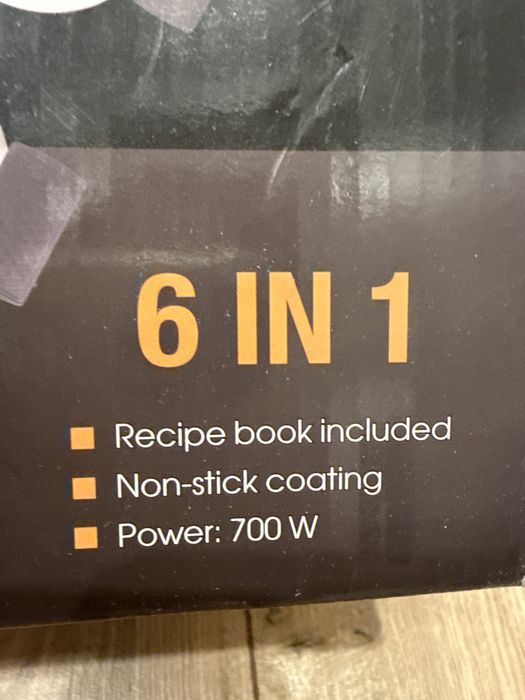 6 IN 1
Recipe book included
Non-stick coating
Power: 700 W